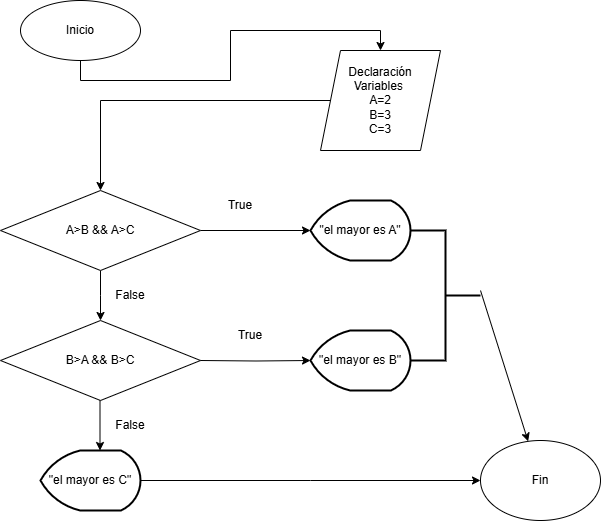 Inicio
Declaración
Variables
A=2
B=3
C=3
True
A>B && A>C
"el mayor es A"
False
True
B>A && B>C
"el mayor es B"
False
"el mayor es C"
Fin